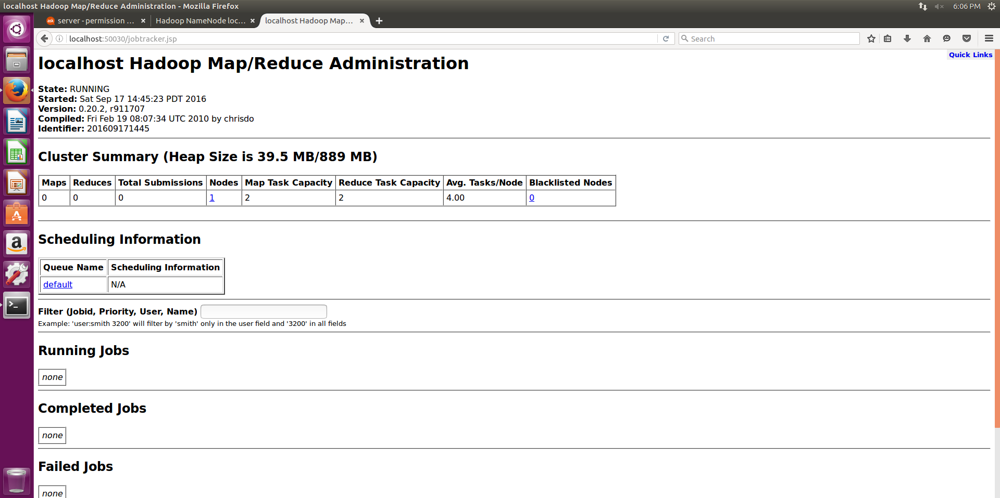 localhost Hadoop Map/Reduce Administration - Mozilla Firefox
6:06 PM
ask server - permission ...
Hadoop NameNode loc...
localhost Hadoop Map...
localhost:50030/jobtracker.jsp
Search
Quick Links
localhost Hadoop Map/Reduce Administration
State: RUNNING
Started: Sat Sep 17 14:45:23 PDT 2016
Version: 0.20.2, r911707
Compiled: Fri Feb 19 08:07:34 UTC 2010 by chrisdo
Identifier: 201609171445
Cluster Summary (Heap Size is 39.5 MB/889 MB)
Maps Reduces Total Submissions Nodes Map Task Capacity Reduce Task Capacity Avg. Tasks/Node Blacklisted Nodes
0 0 0 1 2 2 4.00 0
Scheduling Information
Queue Name Scheduling Information
default N/A
Filter (Jobid, Priority, User, Name)
Example: 'user:smith 3200' will filter by 'smith' only in the user field and '3200' in all fields
Running Jobs
none
Completed Jobs
none
Failed Jobs
none